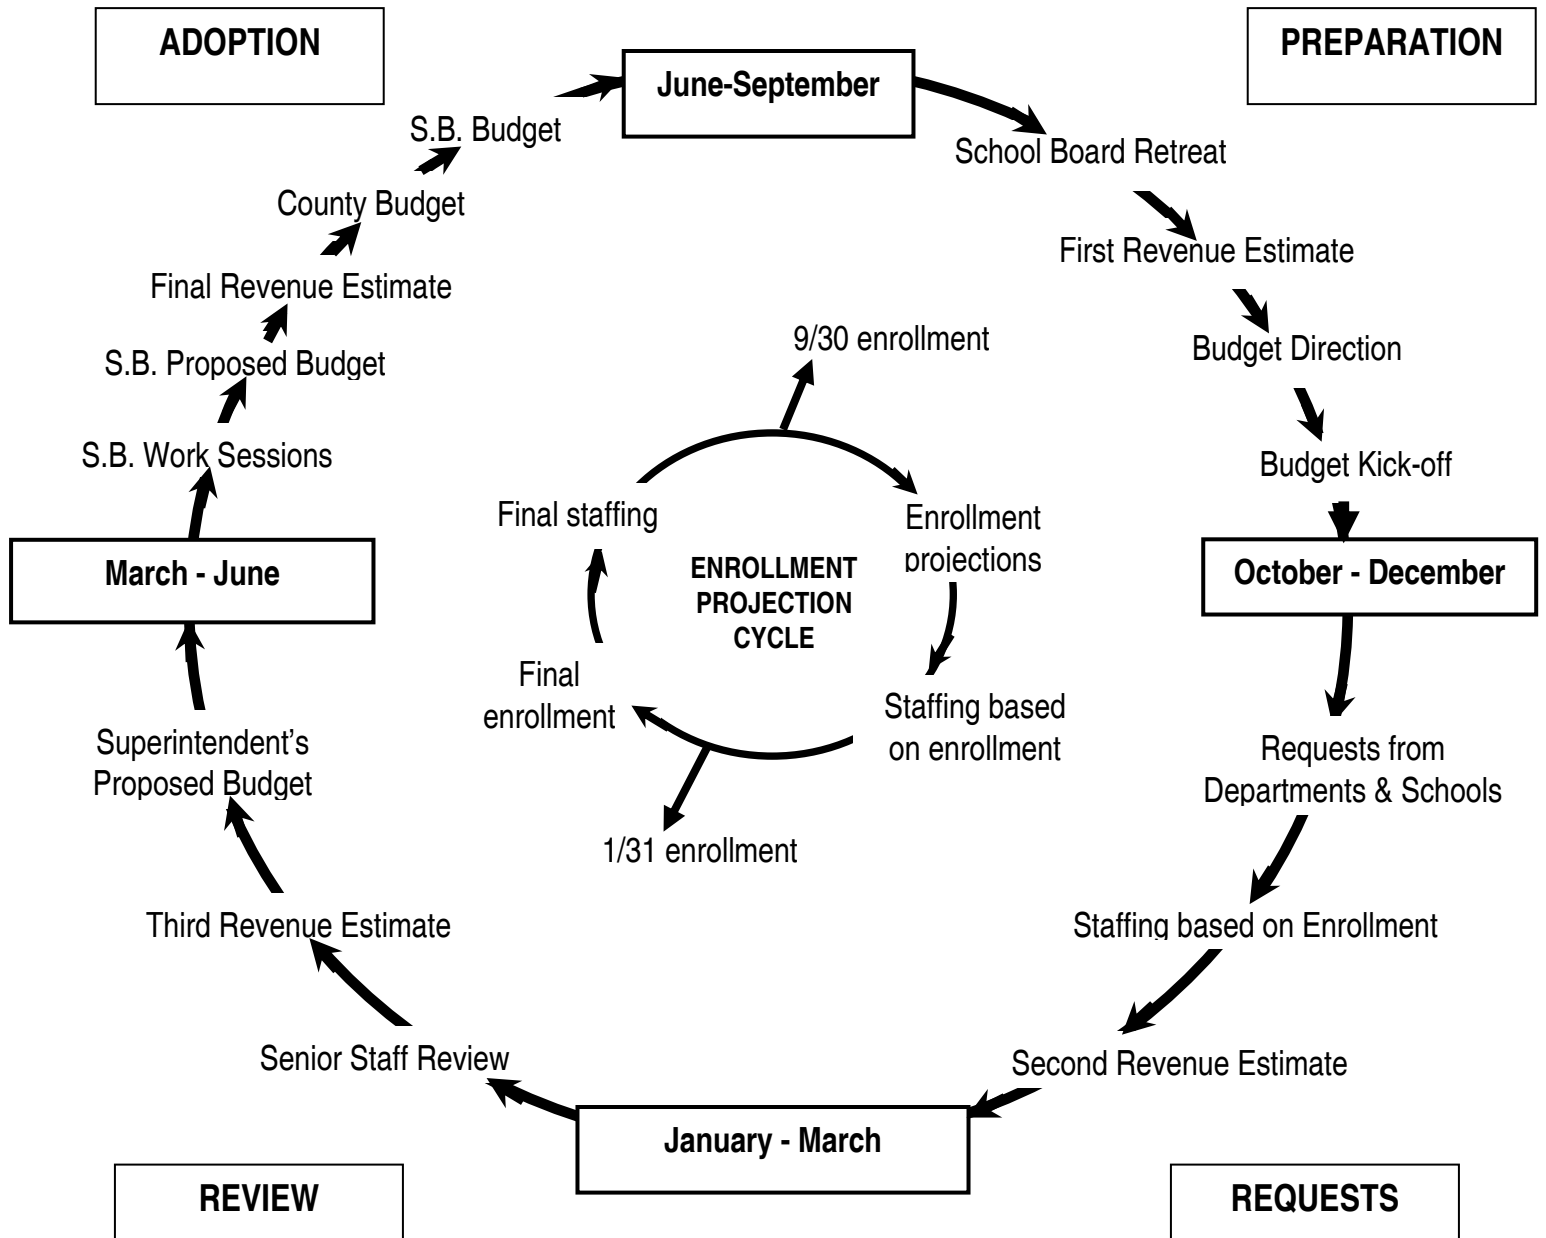 ADOPTION
PREPARATION
June-September
S.B. Budget
School Board Retreat
County Budget
First Revenue Estimate
Final Revenue Estimate
9/30 enrollment
Budget Direction
S.B. Proposed Budget
S.B. Work Sessions
Budget Kick-off
Final staffing
Enrollment
projections
ENROLLMENT
PROJECTION
CYCLE
March - June
October - December
Final
enrollment
Staffing based
on enrollment
Superintendent's
Proposed Budget
Requests from
Departments & Schools
1/31 enrollment
Third Revenue Estimate
Staffing based on Enrollment
Senior Staff Review
Second Revenue Estimate
January - March
REVIEW
REQUESTS